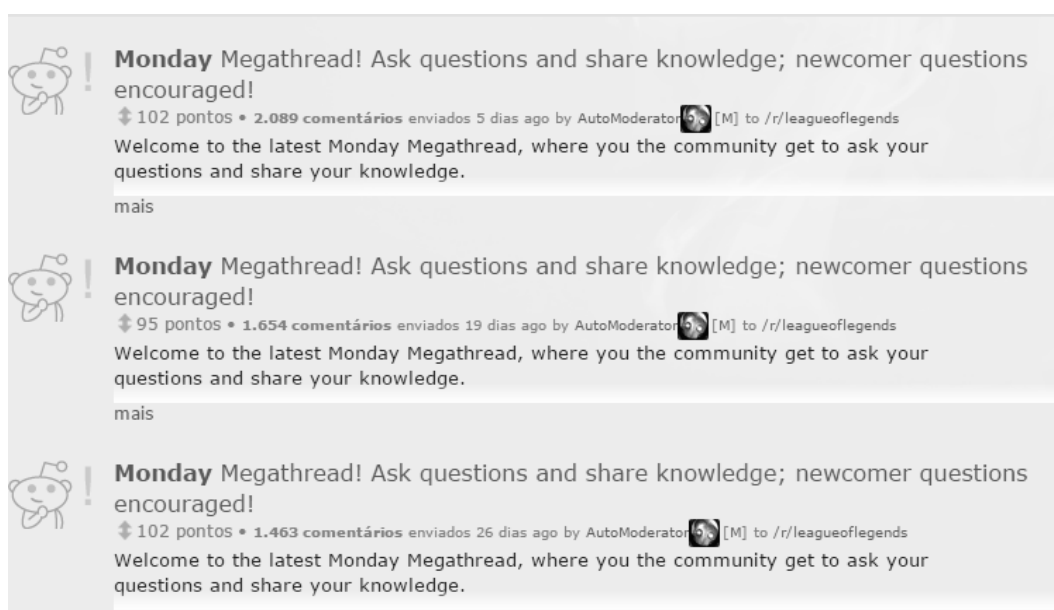 Monday Megathread! Ask questions and share knowledge; newcomer questions
encouraged!
102 pontos • 2.089 comentários enviados 5 dias ago by AutoModerator [M] to /r/leagueoflegends
Welcome to the latest Monday Megathread, where you the community get to ask your
questions and share your knowledge.
mais
Monday Megathread! Ask questions and share knowledge; newcomer questions
encouraged!
95 pontos • 1.654 comentários enviados 19 dias ago by AutoModerator [M] to /r/leagueoflegends
Welcome to the latest Monday Megathread, where you the community get to ask your
questions and share your knowledge.
mais
Monday Megathread! Ask questions and share knowledge; newcomer questions
encouraged!
102 pontos • 1.463 comentários enviados 26 dias ago by AutoModerator [M] to /r/leagueoflegends
Welcome to the latest Monday Megathread, where you the community get to ask your
questions and share your knowledge.